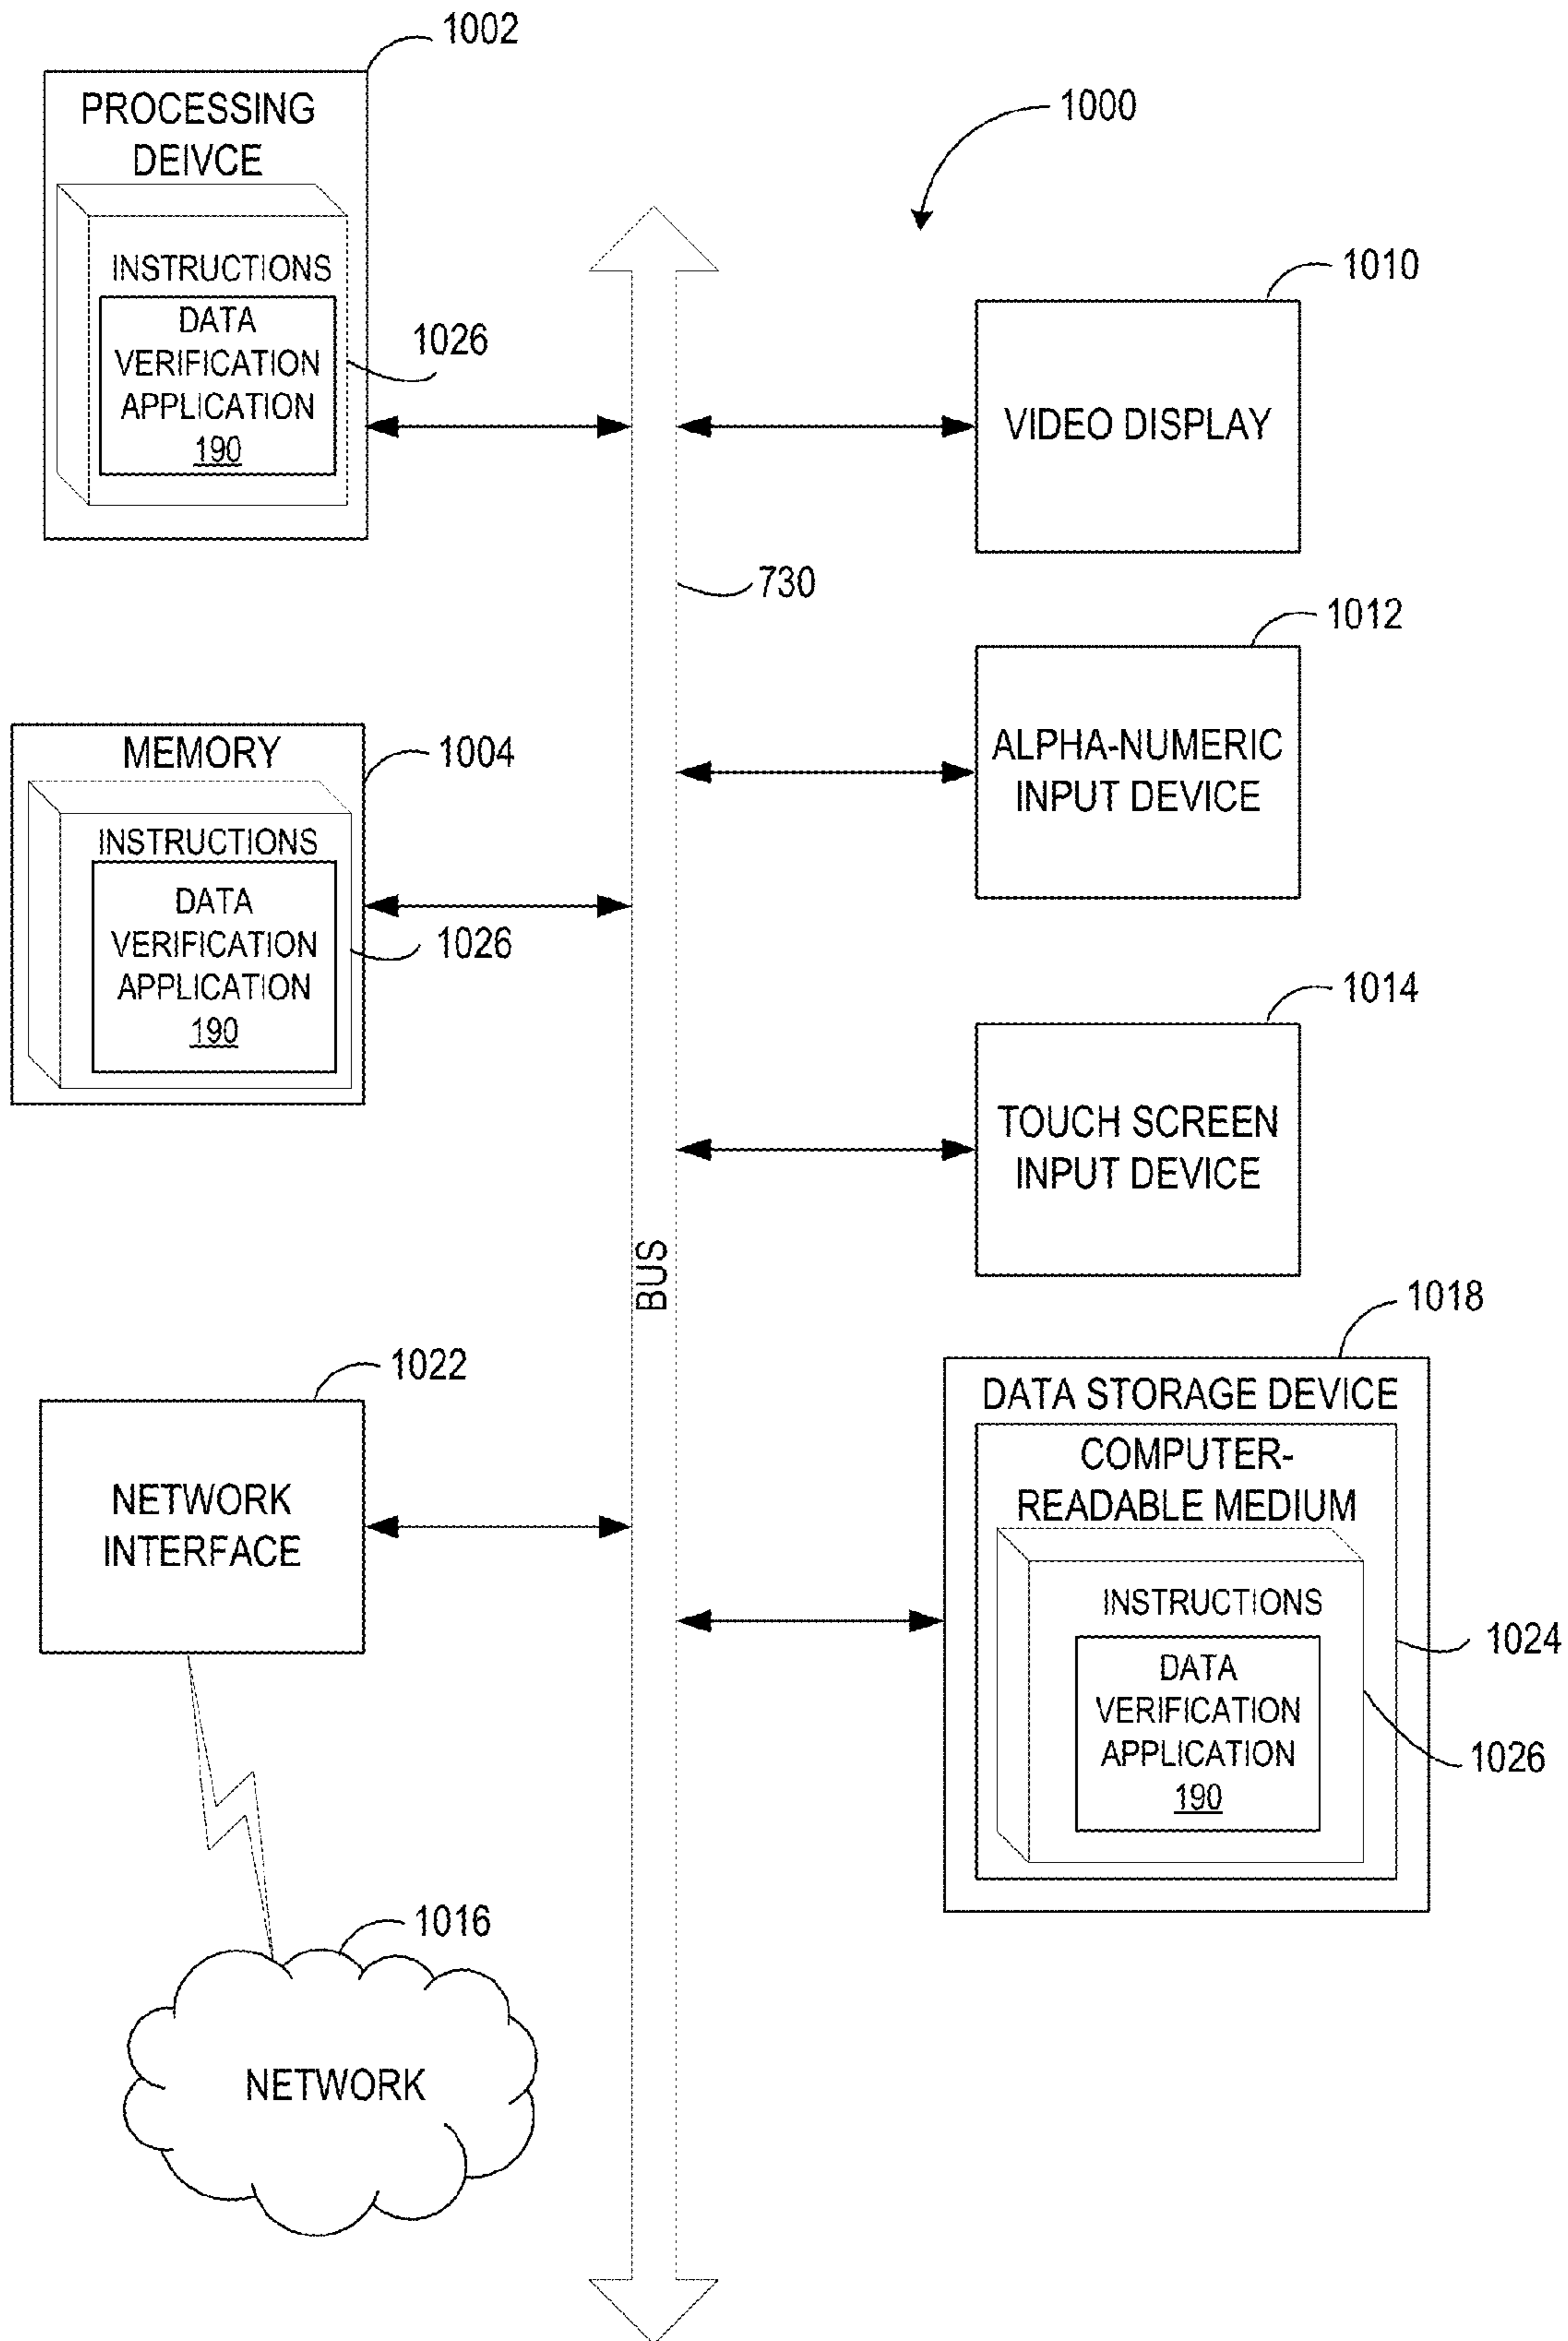 1002
PROCESSING
DEIVCE
INSTRUCTIONS
DATA
VERIFICATION
APPLICATION
190
1026
1000
1010
VIDEO DISPLAY
730
1012
ALPHA-NUMERIC
INPUT DEVICE
MEMORY
1004
INSTRUCTIONS
DATA
VERIFICATION
APPLICATION
190
1026
1014
TOUCH SCREEN
INPUT DEVICE
BUS
1022
NETWORK
INTERFACE
1018
DATA STORAGE DEVICE
COMPUTER-
READABLE MEDIUM
INSTRUCTIONS
DATA
VERIFICATION
APPLICATION
190
1024
1026
1016
NETWORK